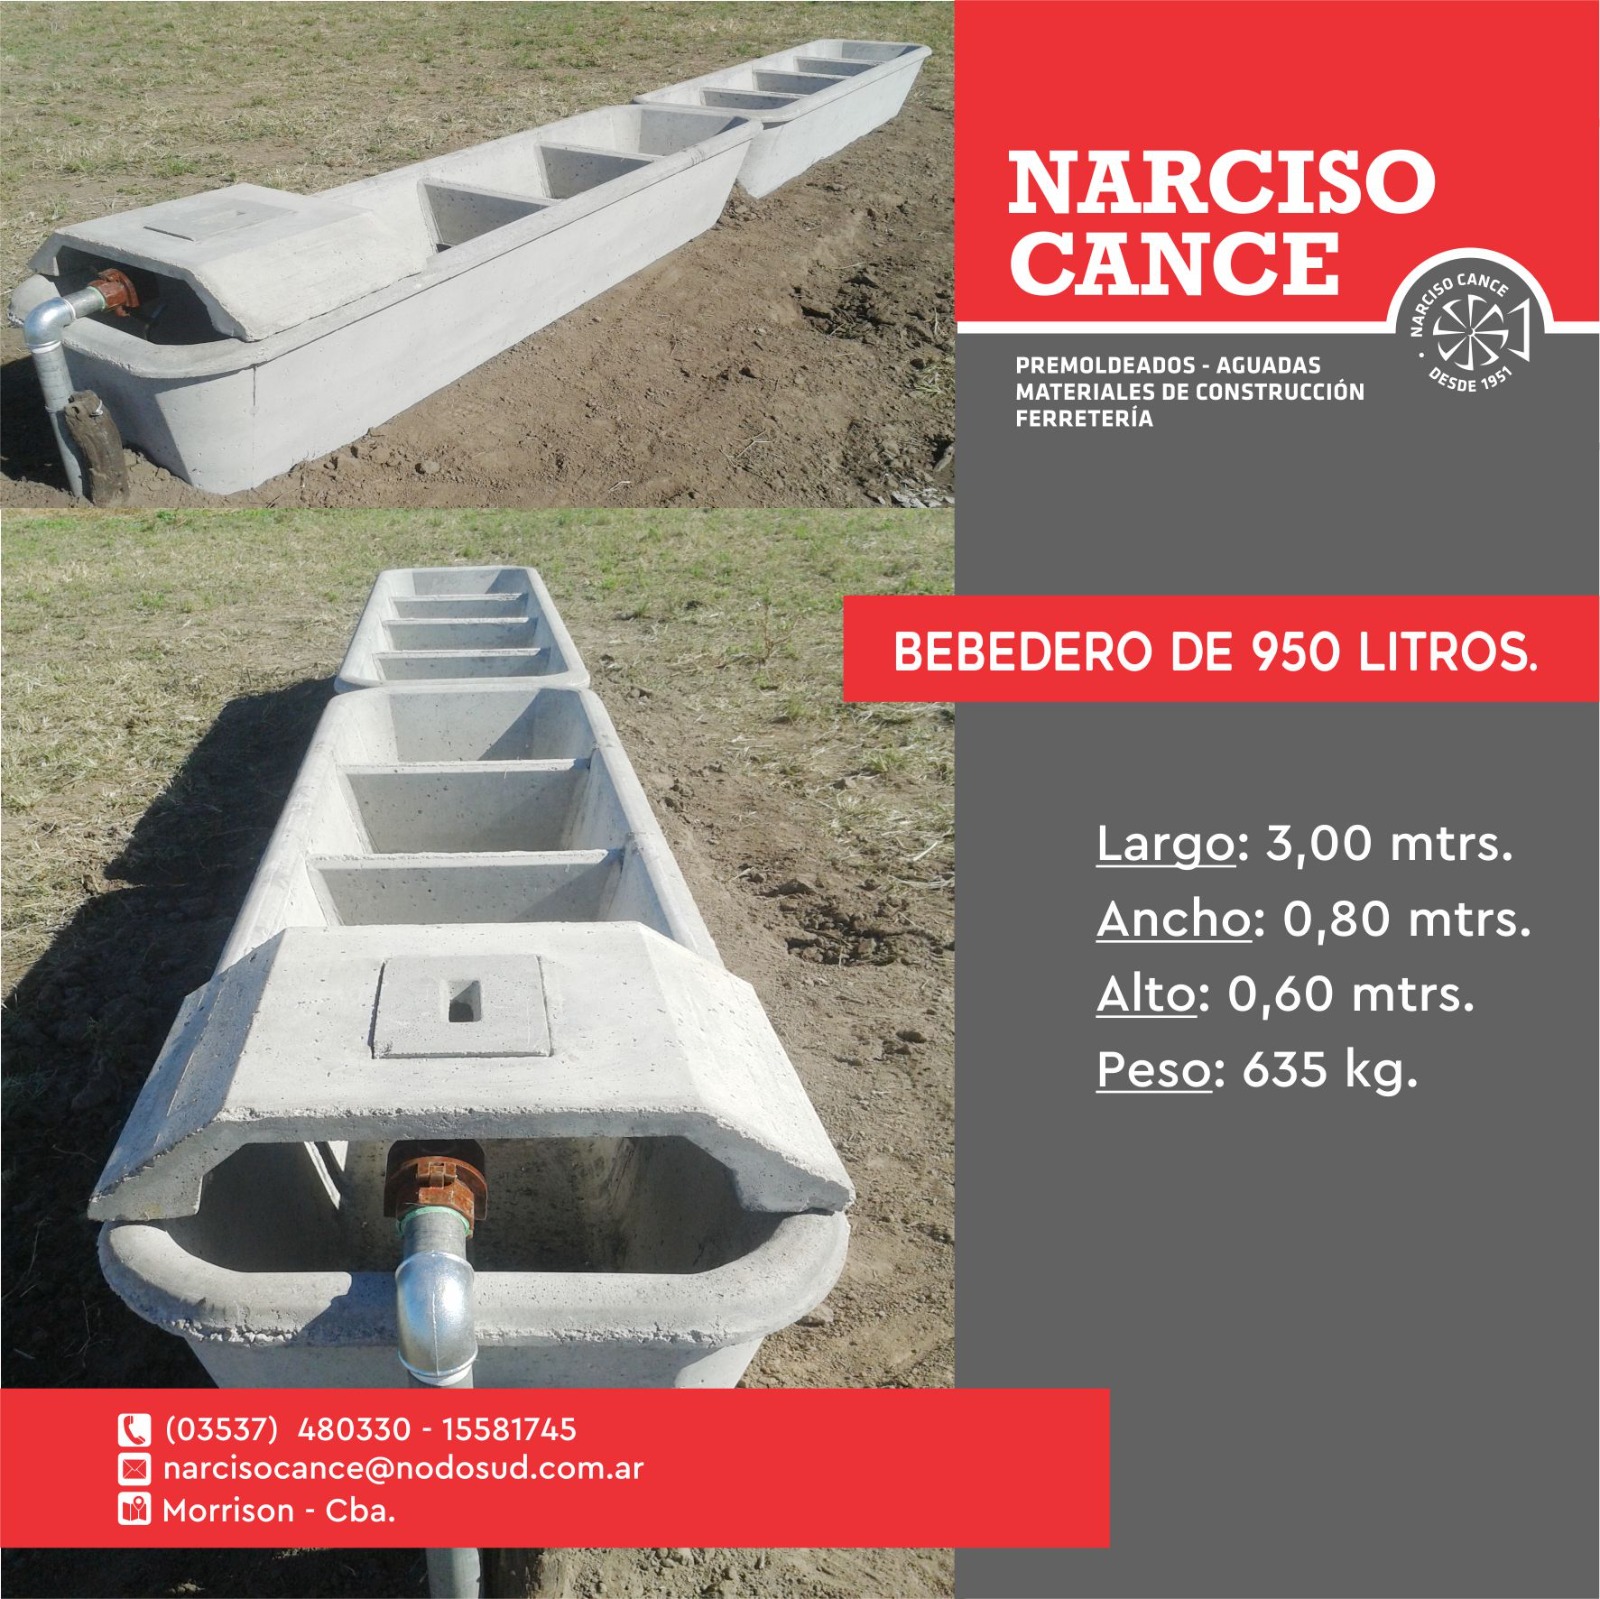 NARCISO
CANCE
NARCISO CANCE
• DESDE 1951
PREMOLDEADOS - AGUADAS
MATERIALES DE CONSTRUCCIÓN
FERRETERÍA
BEBEDERO DE 950 LITROS.
Largo: 3,00 mtrs.
Ancho: 0,80 mtrs.
Alto: 0,60 mtrs.
Peso: 635 kg.
(03537) 480330 - 15581745
narcisocance@nodosud.com.ar
Morrison - Cba.